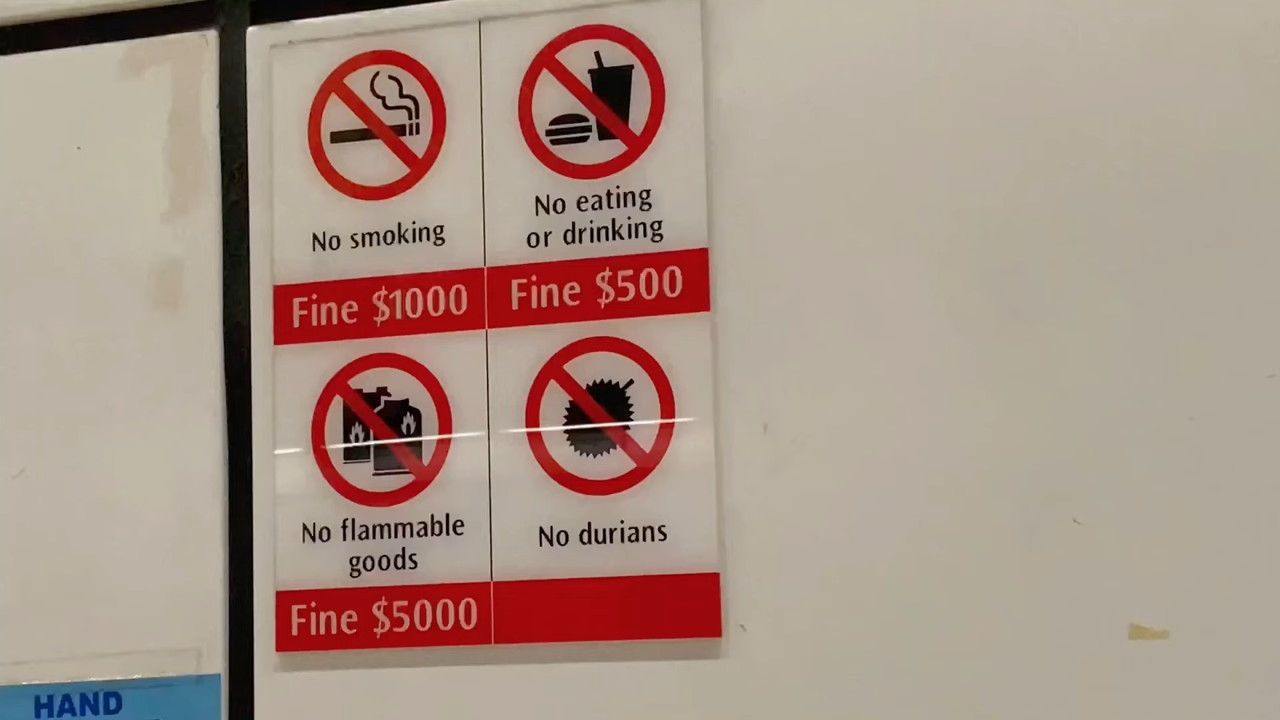 No smoking
Fine $1000
No eating
or drinking
Fine $500
No flammable
goods
Fine $5000
No durians
HAND